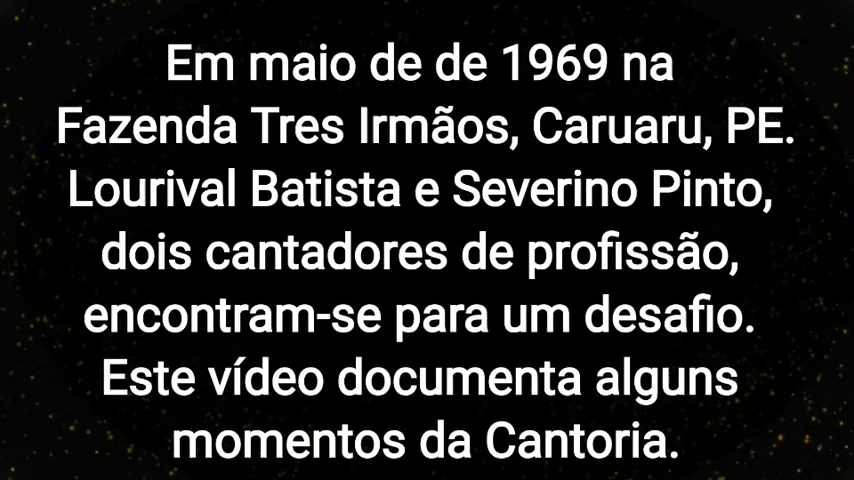 Em maio de de 1969 na
Fazenda Tres Irmãos, Caruaru, PE.
Lourival Batista e Severino Pinto,
dois cantadores de profissão,
encontram-se para um desafio.
Este vídeo documenta alguns
momentos da Cantoria.